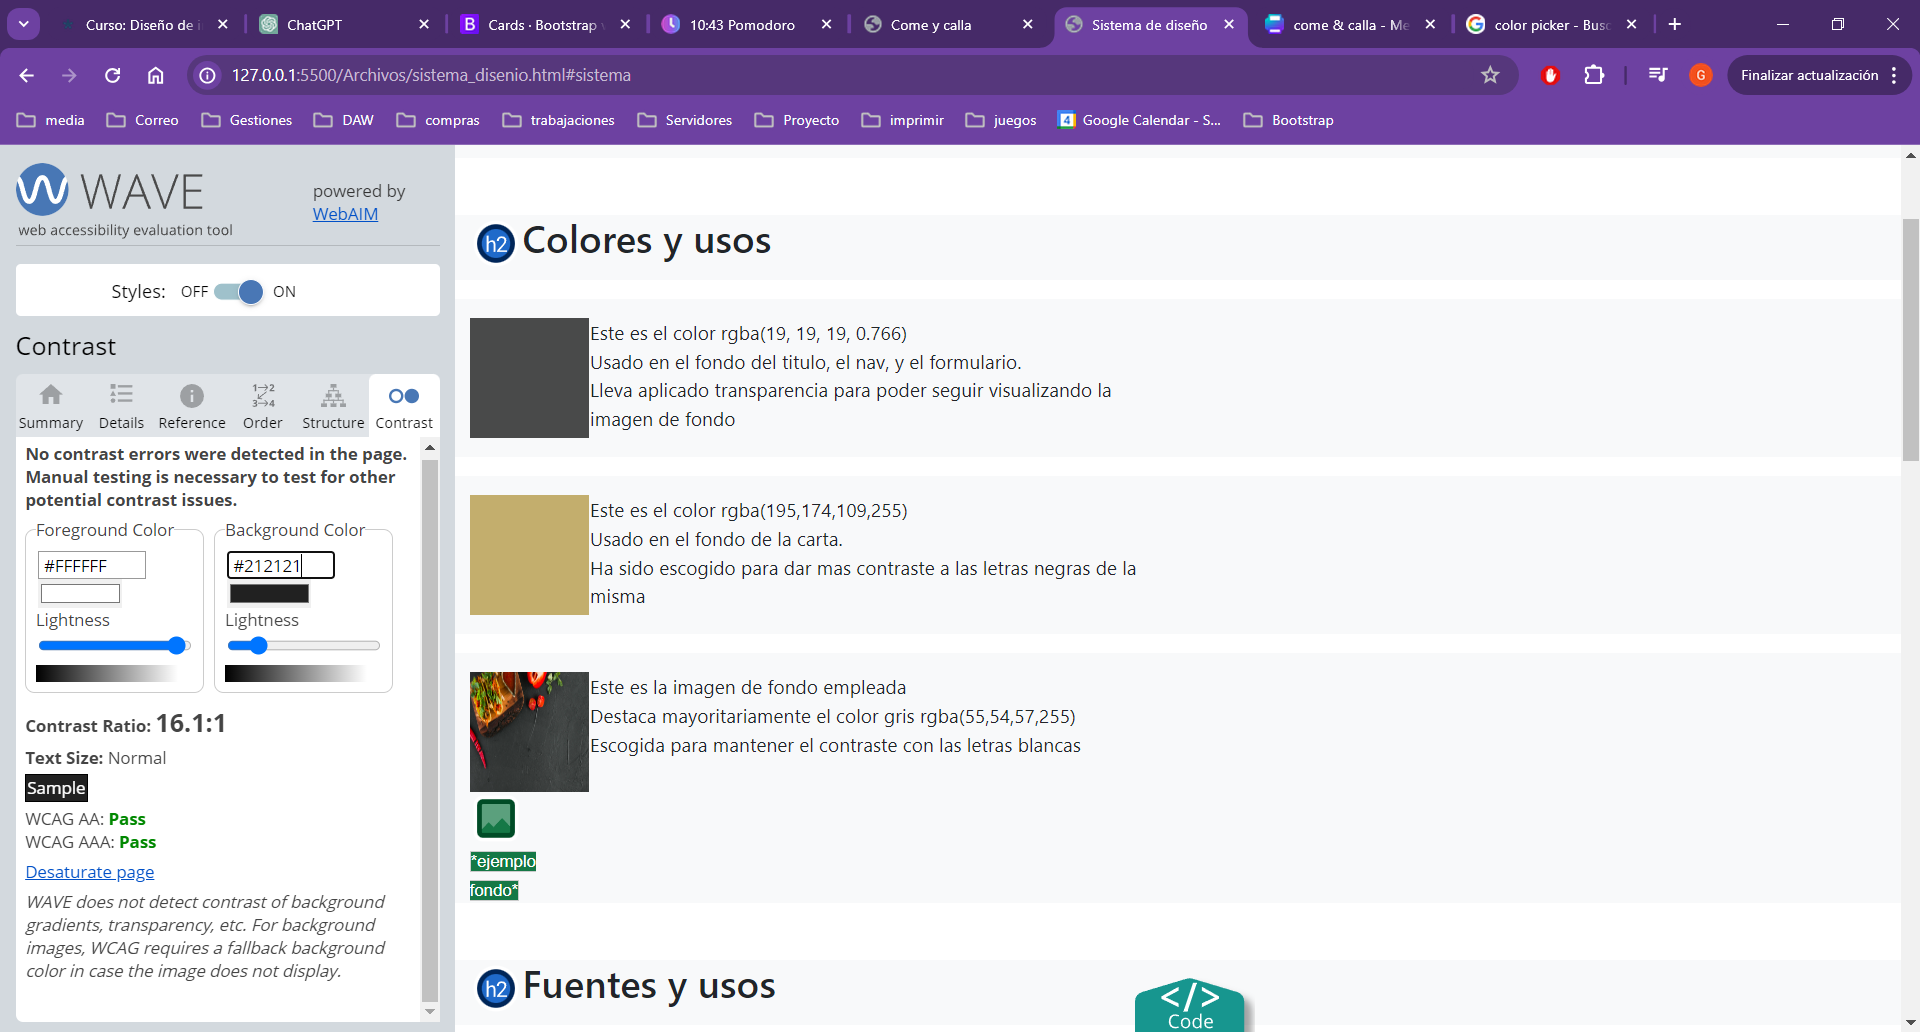 Curso: Diseño de i
ChatGPT
Cards · Bootstrap v
10:43 Pomodoro
Come y calla
Sistema de diseño
come & calla - Me
color picker - Busc
127.0.0.1:5500/Archivos/sistema_disenio.html#sistema
G
Finalizar actualización
media
Correo
Gestiones
DAW
compras
trabajaciones
Servidores
Proyecto
imprimir
juegos
4
Google Calendar - S...
Bootstrap
WAVE
web accessibility evaluation tool
powered by
WebAIM
Styles: OFF ON
Contrast
Summary
Details
Reference
Order
Structure
Contrast
No contrast errors were detected in the page.
Manual testing is necessary to test for other
potential contrast issues.
Foreground Color
#FFFFFF
Lightness
Background Color
#212121
Lightness
Contrast Ratio: 16.1:1
Text Size: Normal
Sample
WCAG AA: Pass
WCAG AAA: Pass
Desaturate page
WAVE does not detect contrast of background
gradients, transparency, etc. For background
images, WCAG requires a fallback background
color in case the image does not display.
h2 Colores y usos
Este es el color rgba(19, 19, 19, 0.766)
Usado en el fondo del titulo, el nav, y el formulario.
Lleva aplicado transparencia para poder seguir visualizando la
imagen de fondo
Este es el color rgba(195,174,109,255)
Usado en el fondo de la carta.
Ha sido escogido para dar mas contraste a las letras negras de la
misma
Este es la imagen de fondo empleada
Destaca mayoritariamente el color gris rgba(55,54,57,255)
Escogida para mantener el contraste con las letras blancas
*ejemplo
fondo*
h2 Fuentes y usos
</>
Code